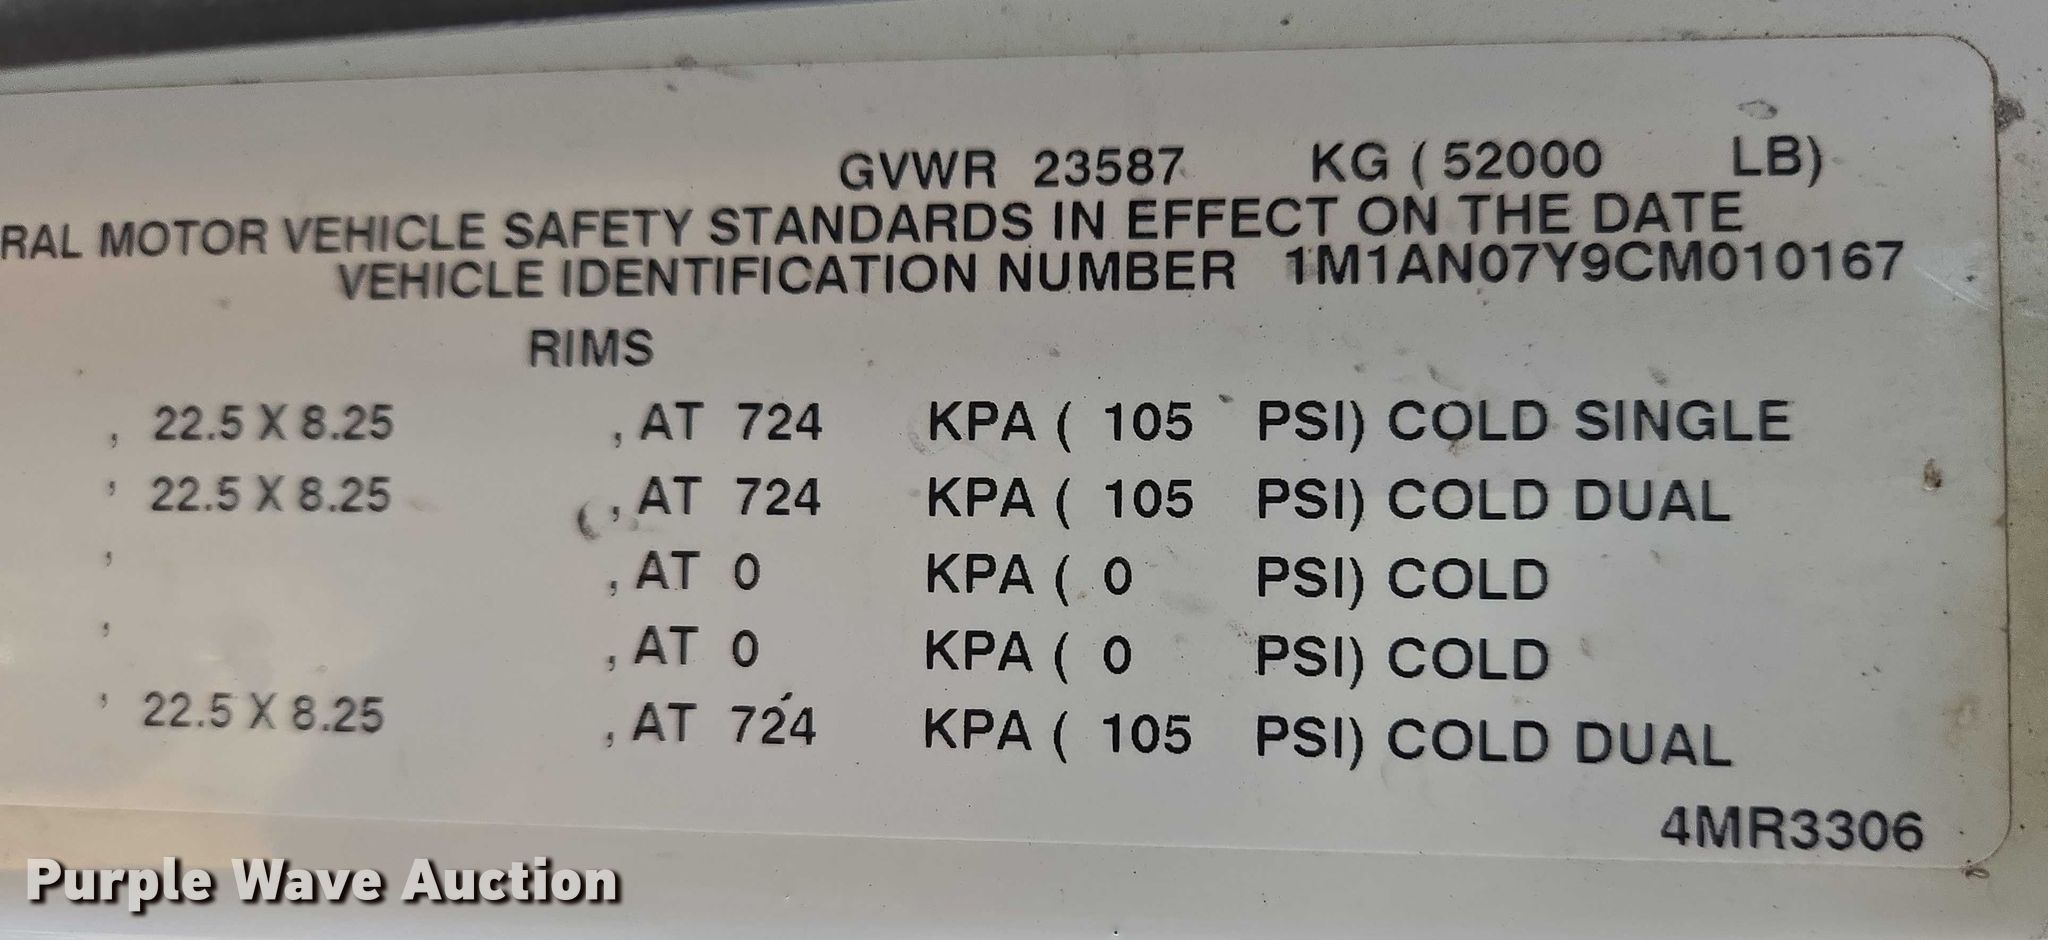 GVWR 23587 KG ( 52000 LB)
RAL MOTOR VEHICLE SAFETY STANDARDS IN EFFECT ON THE DATE
VEHICLE IDENTIFICATION NUMBER 1M1AN07Y9CM010167
RIMS
, 22.5 X 8.25 , AT 724 KPA ( 105 PSI) COLD SINGLE
, 22.5 X 8.25 , AT 724 KPA ( 105 PSI) COLD DUAL
, , AT 0 KPA ( 0 PSI) COLD
, , AT 0 KPA ( 0 PSI) COLD
, 22.5 X 8.25 , AT 724 KPA ( 105 PSI) COLD DUAL
4MR3306
Purple Wave Auction